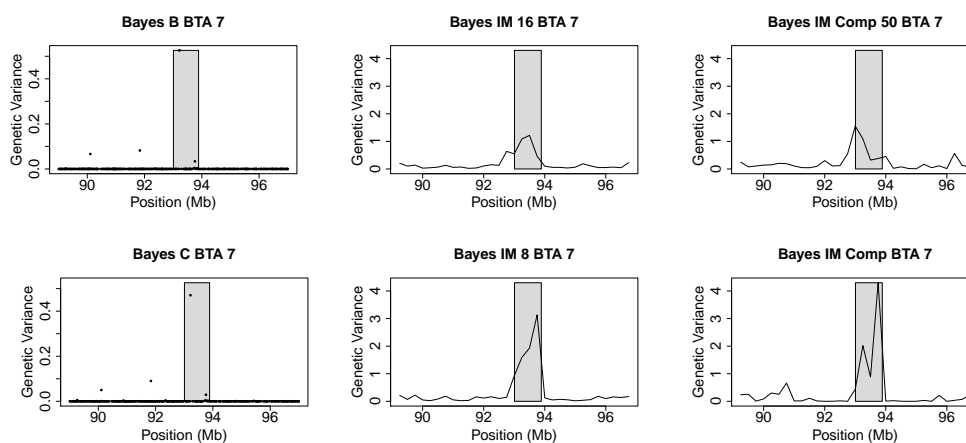 Bayes B BTA 7
Genetic Variance
0.0 0.2 0.4
90 92 94 96
Position (Mb)
Bayes IM 16 BTA 7
Genetic Variance
0 1 2 3 4
90 92 94 96
Position (Mb)
Bayes IM Comp 50 BTA 7
Genetic Variance
0 1 2 3 4
90 92 94 96
Position (Mb)
Bayes C BTA 7
Genetic Variance
0.0 0.2 0.4
90 92 94 96
Position (Mb)
Bayes IM 8 BTA 7
Genetic Variance
0 1 2 3 4
90 92 94 96
Position (Mb)
Bayes IM Comp BTA 7
Genetic Variance
0 1 2 3 4
90 92 94 96
Position (Mb)